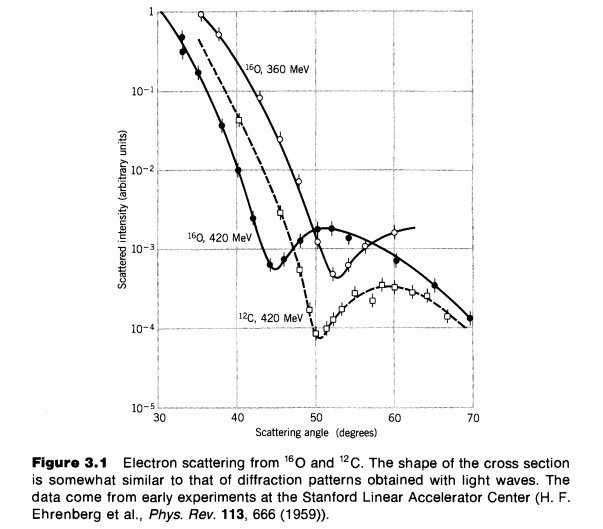 1
10⁻¹
10⁻²
10⁻³
10⁻⁴
10⁻⁵
Scattered intensity (arbitrary units)
¹⁶O, 360 MeV
¹⁶O, 420 MeV
¹²C, 420 MeV
30 40 50 60 70
Scattering angle (degrees)
Figure 3.1 Electron scattering from ¹⁶O and ¹²C. The shape of the cross section
is somewhat similar to that of diffraction patterns obtained with light waves. The
data come from early experiments at the Stanford Linear Accelerator Center (H. F.
Ehrenberg et al., Phys. Rev. 113, 666 (1959)).